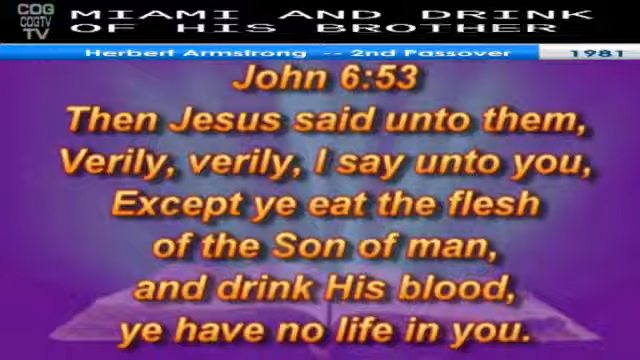 COG
COGTV
TV
MIAMI AND DRINK
OF HIS BROTHER
Herbert Armstrong -- 2nd Passover
1981
John 6:53
Then Jesus said unto them,
Verily, verily, I say unto you,
Except ye eat the flesh
of the Son of man,
and drink His blood,
ye have no life in you.